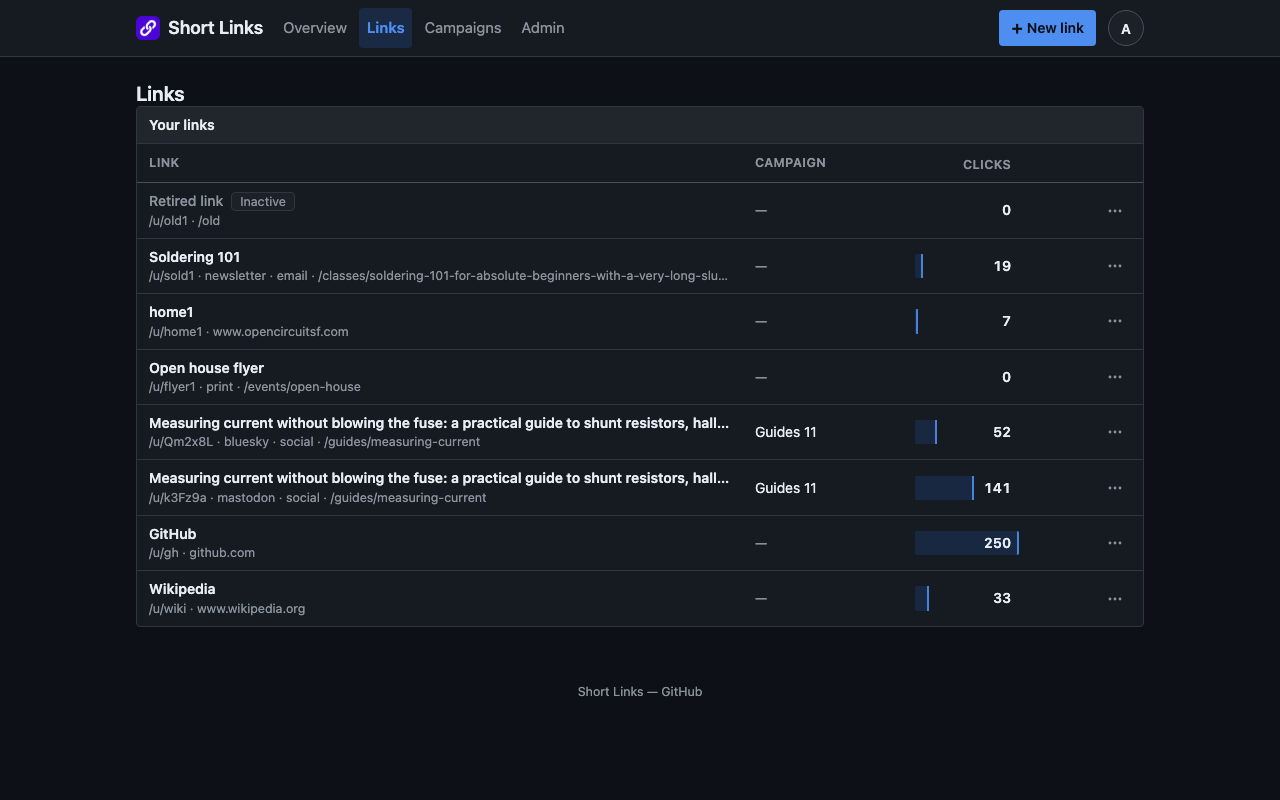 Short Links
Overview
Links
Campaigns
Admin
+ New link
A
Links
Your links
LINK CAMPAIGN CLICKS
Retired link Inactive
/u/old1 · /old
— 0 ···
Soldering 101
/u/sold1 · newsletter · email · /classes/soldering-101-for-absolute-beginners-with-a-very-long-slu...
— 19 ···
home1
/u/home1 · www.opencircuitsf.com
— 7 ···
Open house flyer
/u/flyer1 · print · /events/open-house
— 0 ···
Measuring current without blowing the fuse: a practical guide to shunt resistors, hall...
/u/Qm2x8L · bluesky · social · /guides/measuring-current
Guides 11 52 ···
Measuring current without blowing the fuse: a practical guide to shunt resistors, hall...
/u/k3Fz9a · mastodon · social · /guides/measuring-current
Guides 11 141 ···
GitHub
/u/gh · github.com
— 250 ···
Wikipedia
/u/wiki · www.wikipedia.org
— 33 ···
Short Links — GitHub